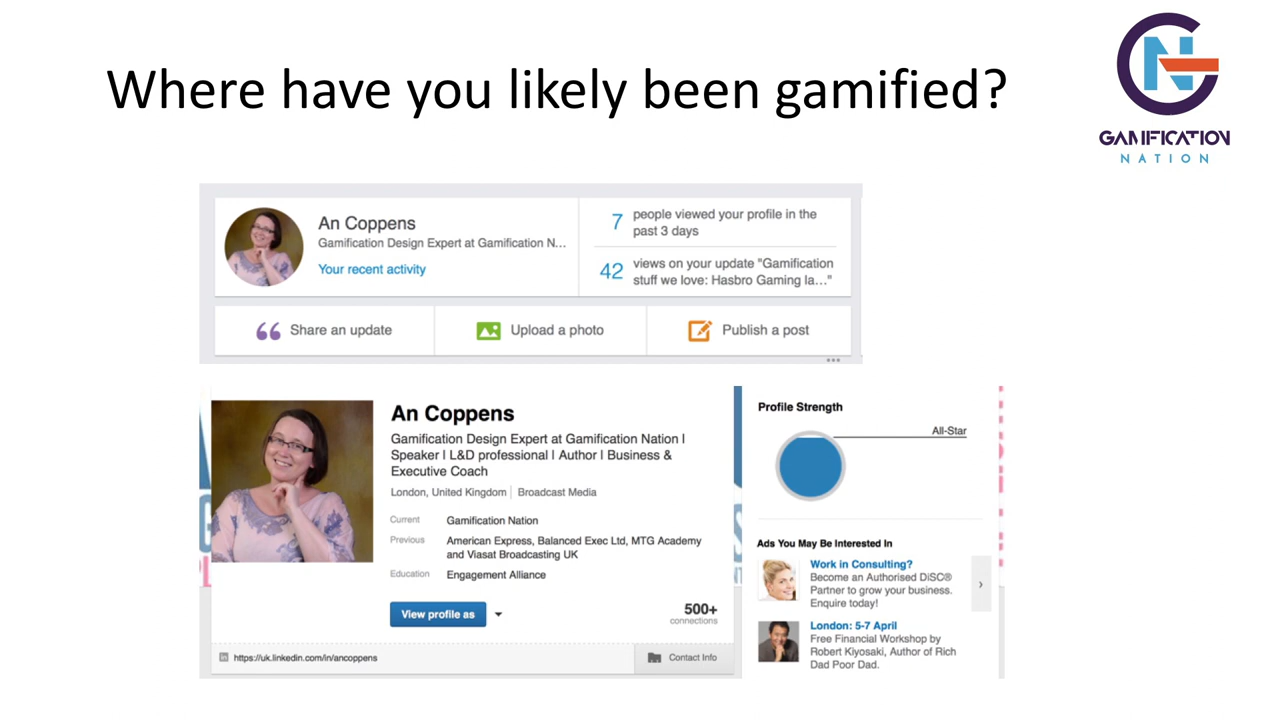 Where have you likely been gamified?
GAMIFICATION
NATION
An Coppens
Gamification Design Expert at Gamification N...
Your recent activity
7 people viewed your profile in the
past 3 days
42 views on your update "Gamification
stuff we love: Hasbro Gaming la..."
Share an update
Upload a photo
Publish a post
An Coppens
Gamification Design Expert at Gamification Nation |
Speaker | L&D professional | Author | Business &
Executive Coach
London, United Kingdom | Broadcast Media
Current Gamification Nation
Previous American Express, Balanced Exec Ltd, MTG Academy
and Viasat Broadcasting UK
Education Engagement Alliance
View profile as
500+
connections
https://uk.linkedin.com/in/ancoppens
Contact Info
Profile Strength
All-Star
Ads You May Be Interested In
Work in Consulting?
Become an Authorised DiSC®
Partner to grow your business.
Enquire today!
London: 5-7 April
Free Financial Workshop by
Robert Kiyosaki, Author of Rich
Dad Poor Dad.